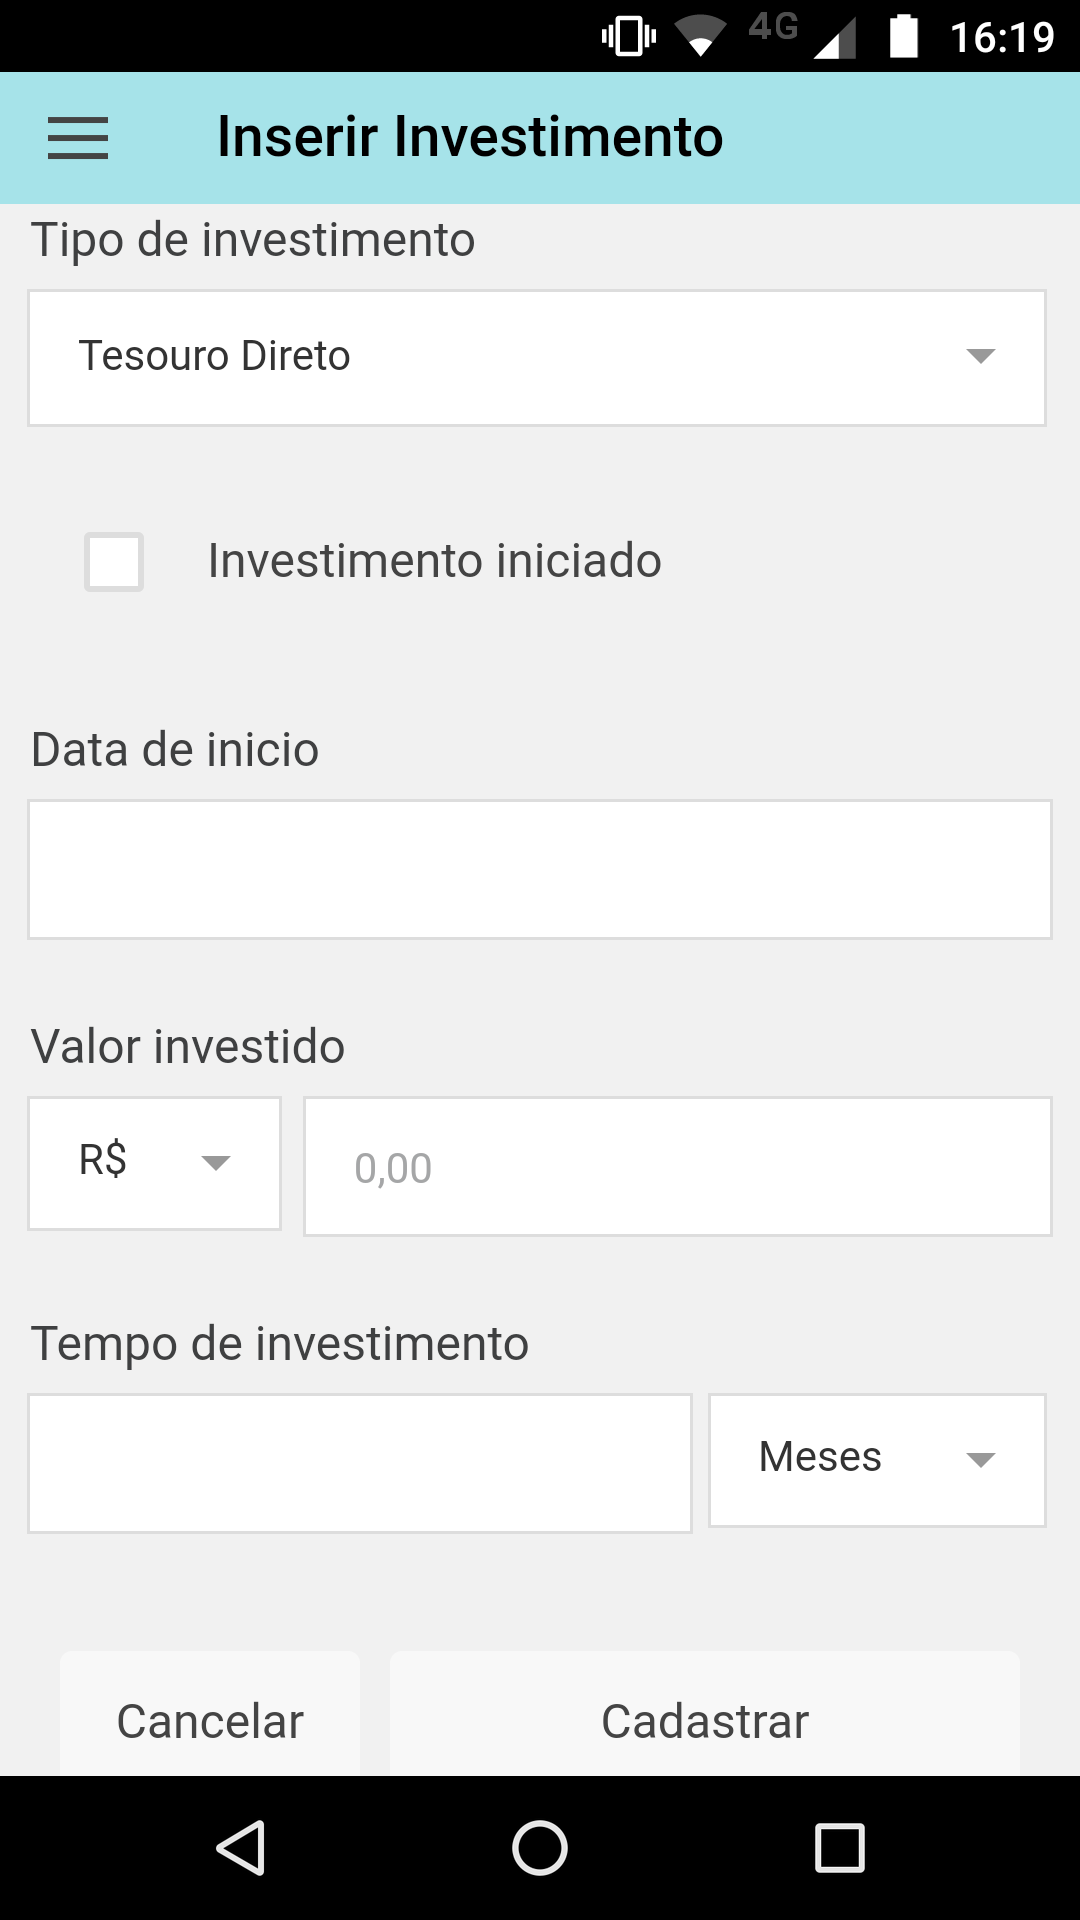 4G 16:19
Inserir Investimento
Tipo de investimento
Tesouro Direto
Investimento iniciado
Data de inicio
Valor investido
R$ 0,00
Tempo de investimento
Meses
Cancelar Cadastrar